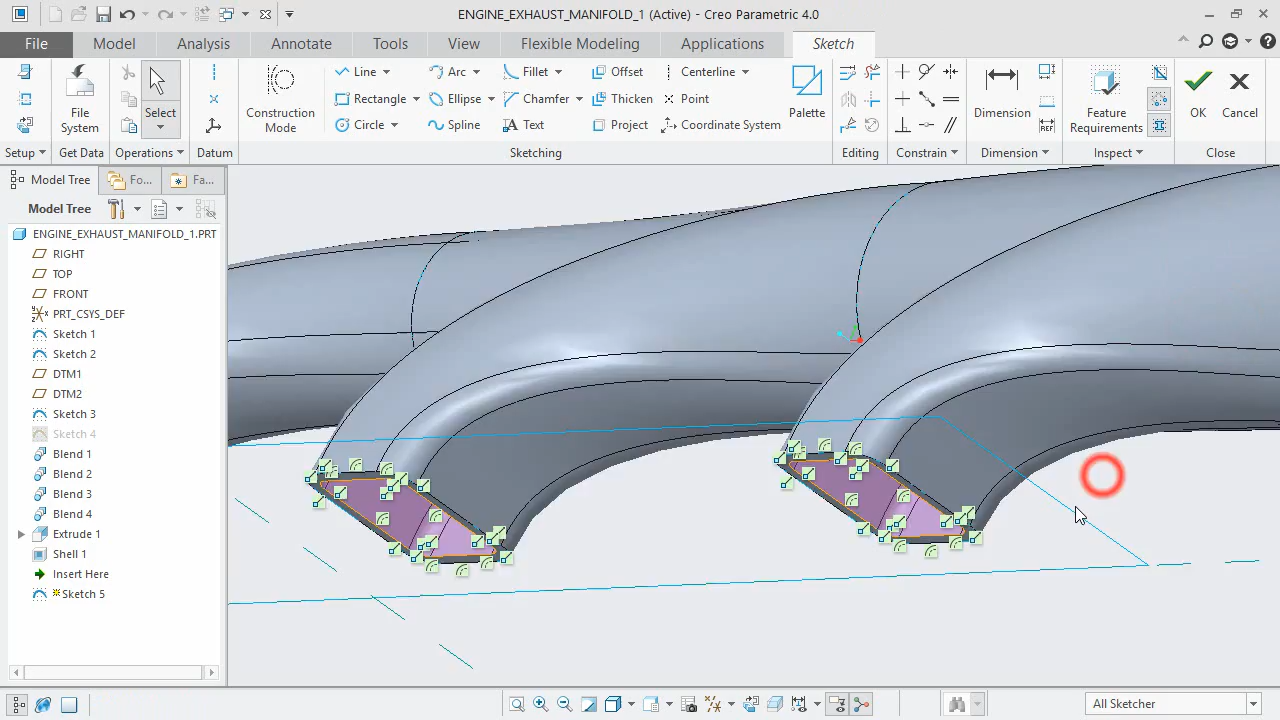 ENGINE_EXHAUST_MANIFOLD_1 (Active) - Creo Parametric 4.0
File Model Analysis Annotate Tools View Flexible Modeling Applications Sketch
Line Arc Fillet Offset Centerline
Rectangle Ellipse Chamfer Thicken Point
Circle Spline Text Project Coordinate System
File System
Select
Construction Mode
Palette
Dimension
Feature Requirements
OK Cancel
Setup Get Data Operations Datum Sketching Editing Constrain Dimension Inspect Close
Model Tree Fo... Fa...
Model Tree
ENGINE_EXHAUST_MANIFOLD_1.PRT
RIGHT
TOP
FRONT
PRT_CSYS_DEF
Sketch 1
Sketch 2
DTM1
DTM2
Sketch 3
Sketch 4
Blend 1
Blend 2
Blend 3
Blend 4
Extrude 1
Shell 1
Insert Here
Sketch 5
All Sketcher